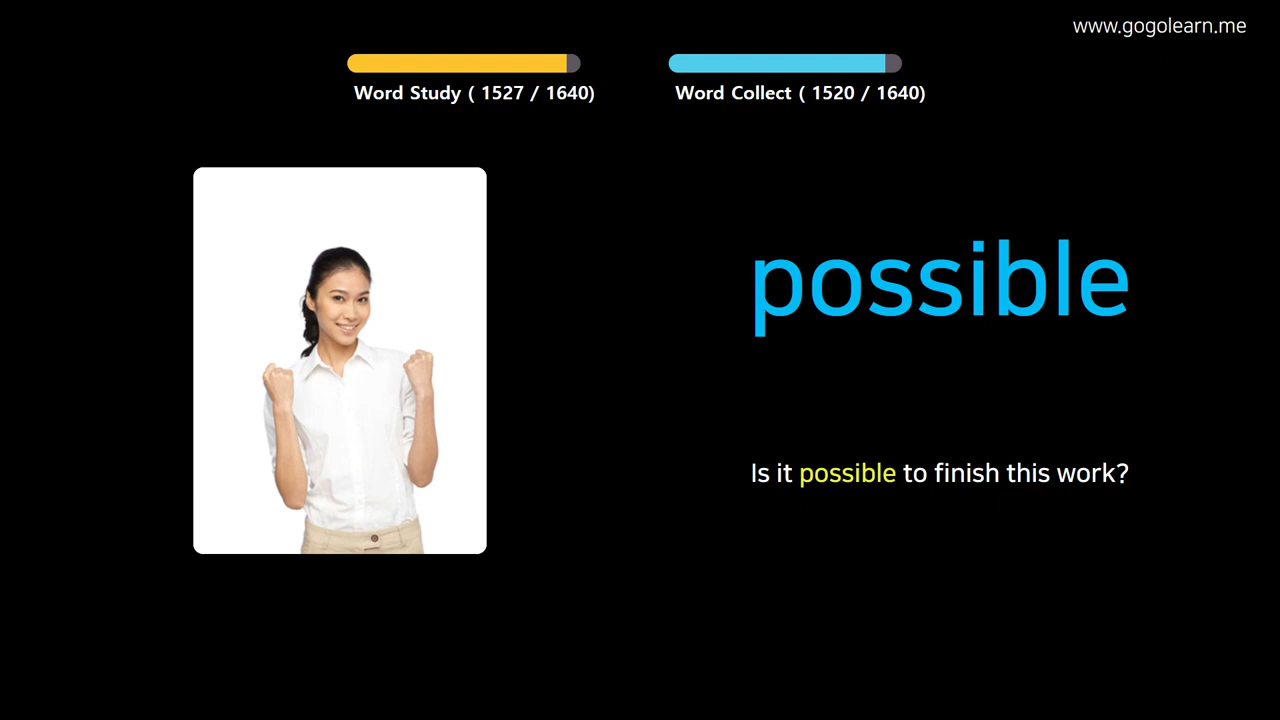 www.gogolearn.me
Word Study ( 1527 / 1640)
Word Collect ( 1520 / 1640)
possible
Is it possible to finish this work?